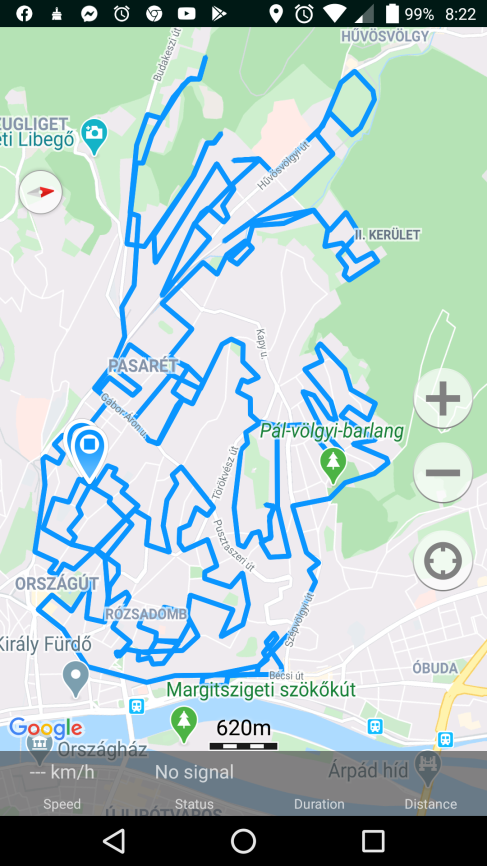 99% 8:22
HŰVÖSVÖLGY
Budakeszi út
ZUGLIGET
eti Libegő
Hűvösvölgyi út
II. KERÜLET
Kapy u.
PASARÉT
Gábor Áron u.
Pál-völgyi-barlang
Törökvész út
Pusztaszeri út
ORSZÁGÚT
RÓZSADOMB
Szépvölgyi út
Király Fürdő
ÓBUDA
Bécsi út
Margitszigeti szökőkút
Google
620m
Országház
--- km/h
No signal
Árpád híd
Speed
Status
Duration
Distance
ÚJLIPÓTVÁROS